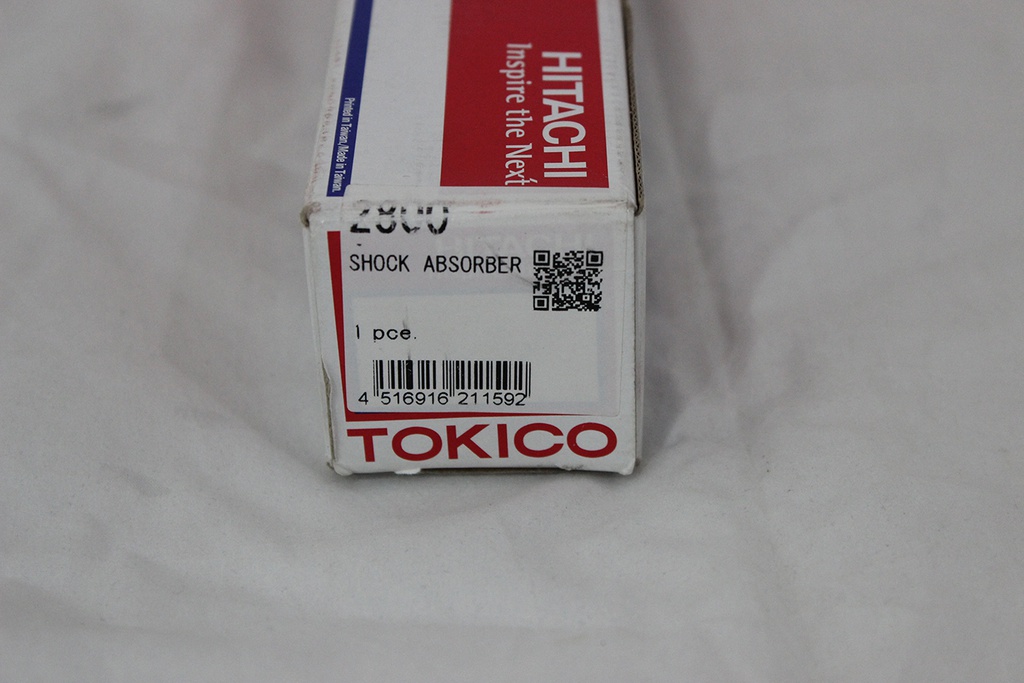 HITACHI
Inspire the Next
Printed in Taiwan/Made in Taiwan.
SHOCK ABSORBER
1 pce.
4 516916 211592
TOKICO